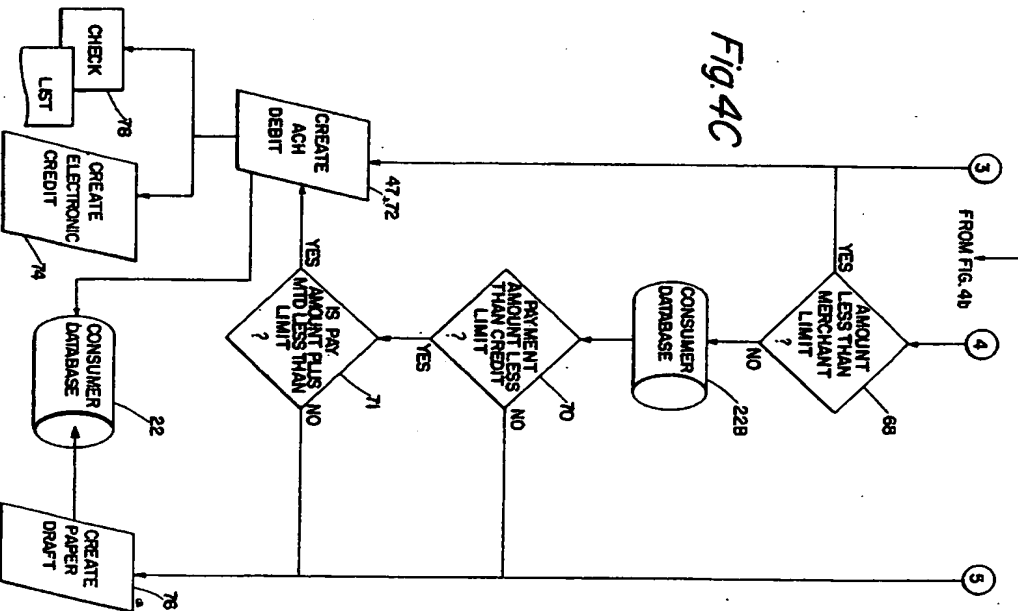 Fig. 4C
FROM FIG. 4b
3
4
5
AMOUNT
LESS THAN
MERCHANT
LIMIT
?
68
YES
NO
CONSUMER
DATABASE
22B
PAYMENT
AMOUNT LESS
THAN CREDIT
LIMIT
?
70
NO
YES
IS PAY
AMOUNT PLUS
MTD LESS THAN
LIMIT
?
71
YES
NO
CREATE
ACH
DEBIT
47,72
CHECK
LIST
78
CREATE
ELECTRONIC
CREDIT
74
CONSUMER
DATABASE
22
CREATE
PAPER
DRAFT
76